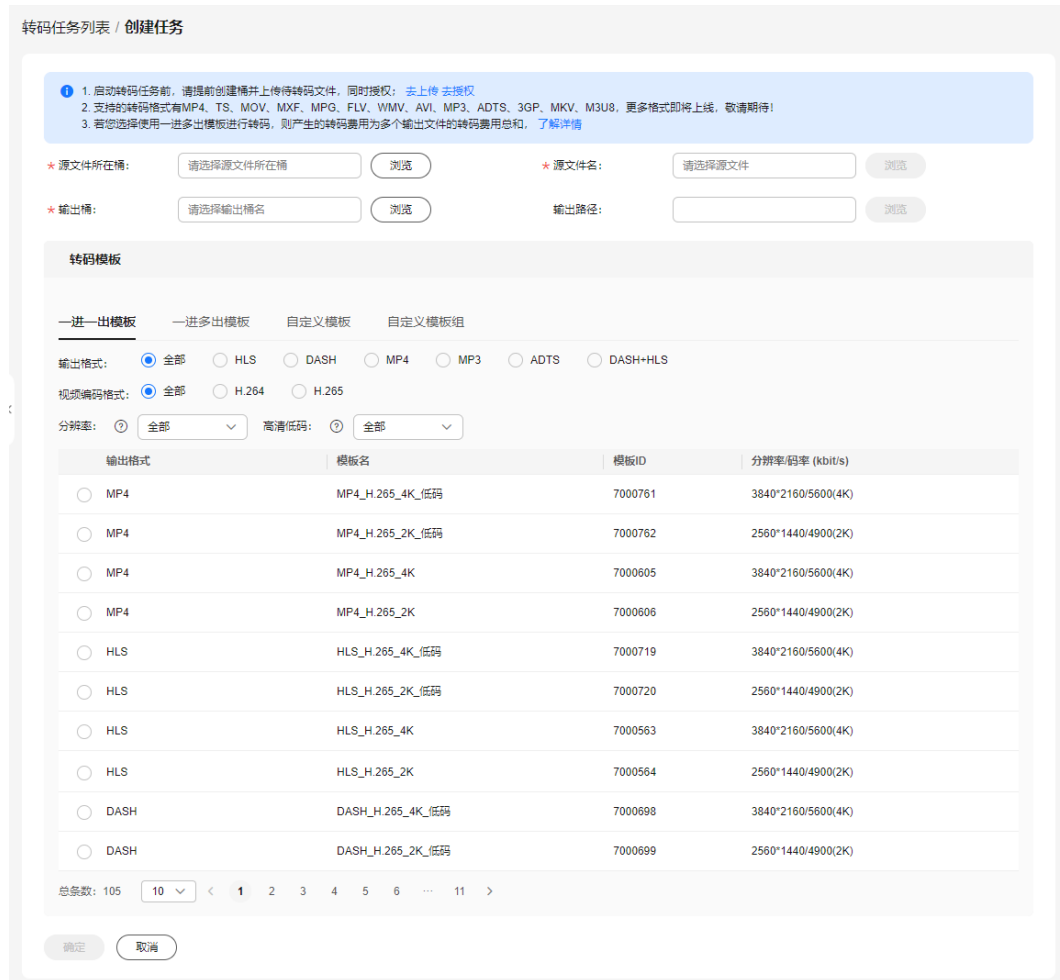 转码任务列表 / 创建任务
1. 启动转码任务前，请提前创建桶并上传待转码文件，同时授权； 去上传 去授权
2. 支持的转码格式有MP4、TS、MOV、MXF、MPG、FLV、WMV、AVI、MP3、ADTS、3GP、MKV、M3U8，更多格式即将上线，敬请期待！
3. 若您选择使用一进多出模板进行转码，则产生的转码费用为多个输出文件的转码费用总和， 了解详情
* 源文件所在桶： 请选择源文件所在桶 浏览 * 源文件名： 请选择源文件 浏览
* 输出桶： 请选择输出桶名 浏览 输出路径： 浏览
转码模板
一进一出模板 一进多出模板 自定义模板 自定义模板组
输出格式： 全部 HLS DASH MP4 MP3 ADTS DASH+HLS
视频编码格式： 全部 H.264 H.265
分辨率： ? 全部 高清低码： ? 全部
输出格式 模板名 模板ID 分辨率/码率 (kbit/s)
MP4 MP4_H.265_4K_低码 7000761 3840*2160/5600(4K)
MP4 MP4_H.265_2K_低码 7000762 2560*1440/4900(2K)
MP4 MP4_H.265_4K 7000605 3840*2160/5600(4K)
MP4 MP4_H.265_2K 7000606 2560*1440/4900(2K)
HLS HLS_H.265_4K_低码 7000719 3840*2160/5600(4K)
HLS HLS_H.265_2K_低码 7000720 2560*1440/4900(2K)
HLS HLS_H.265_4K 7000563 3840*2160/5600(4K)
HLS HLS_H.265_2K 7000564 2560*1440/4900(2K)
DASH DASH_H.265_4K_低码 7000698 3840*2160/5600(4K)
DASH DASH_H.265_2K_低码 7000699 2560*1440/4900(2K)
总条数：105 10 < 1 2 3 4 5 6 ··· 11 >
确定 取消